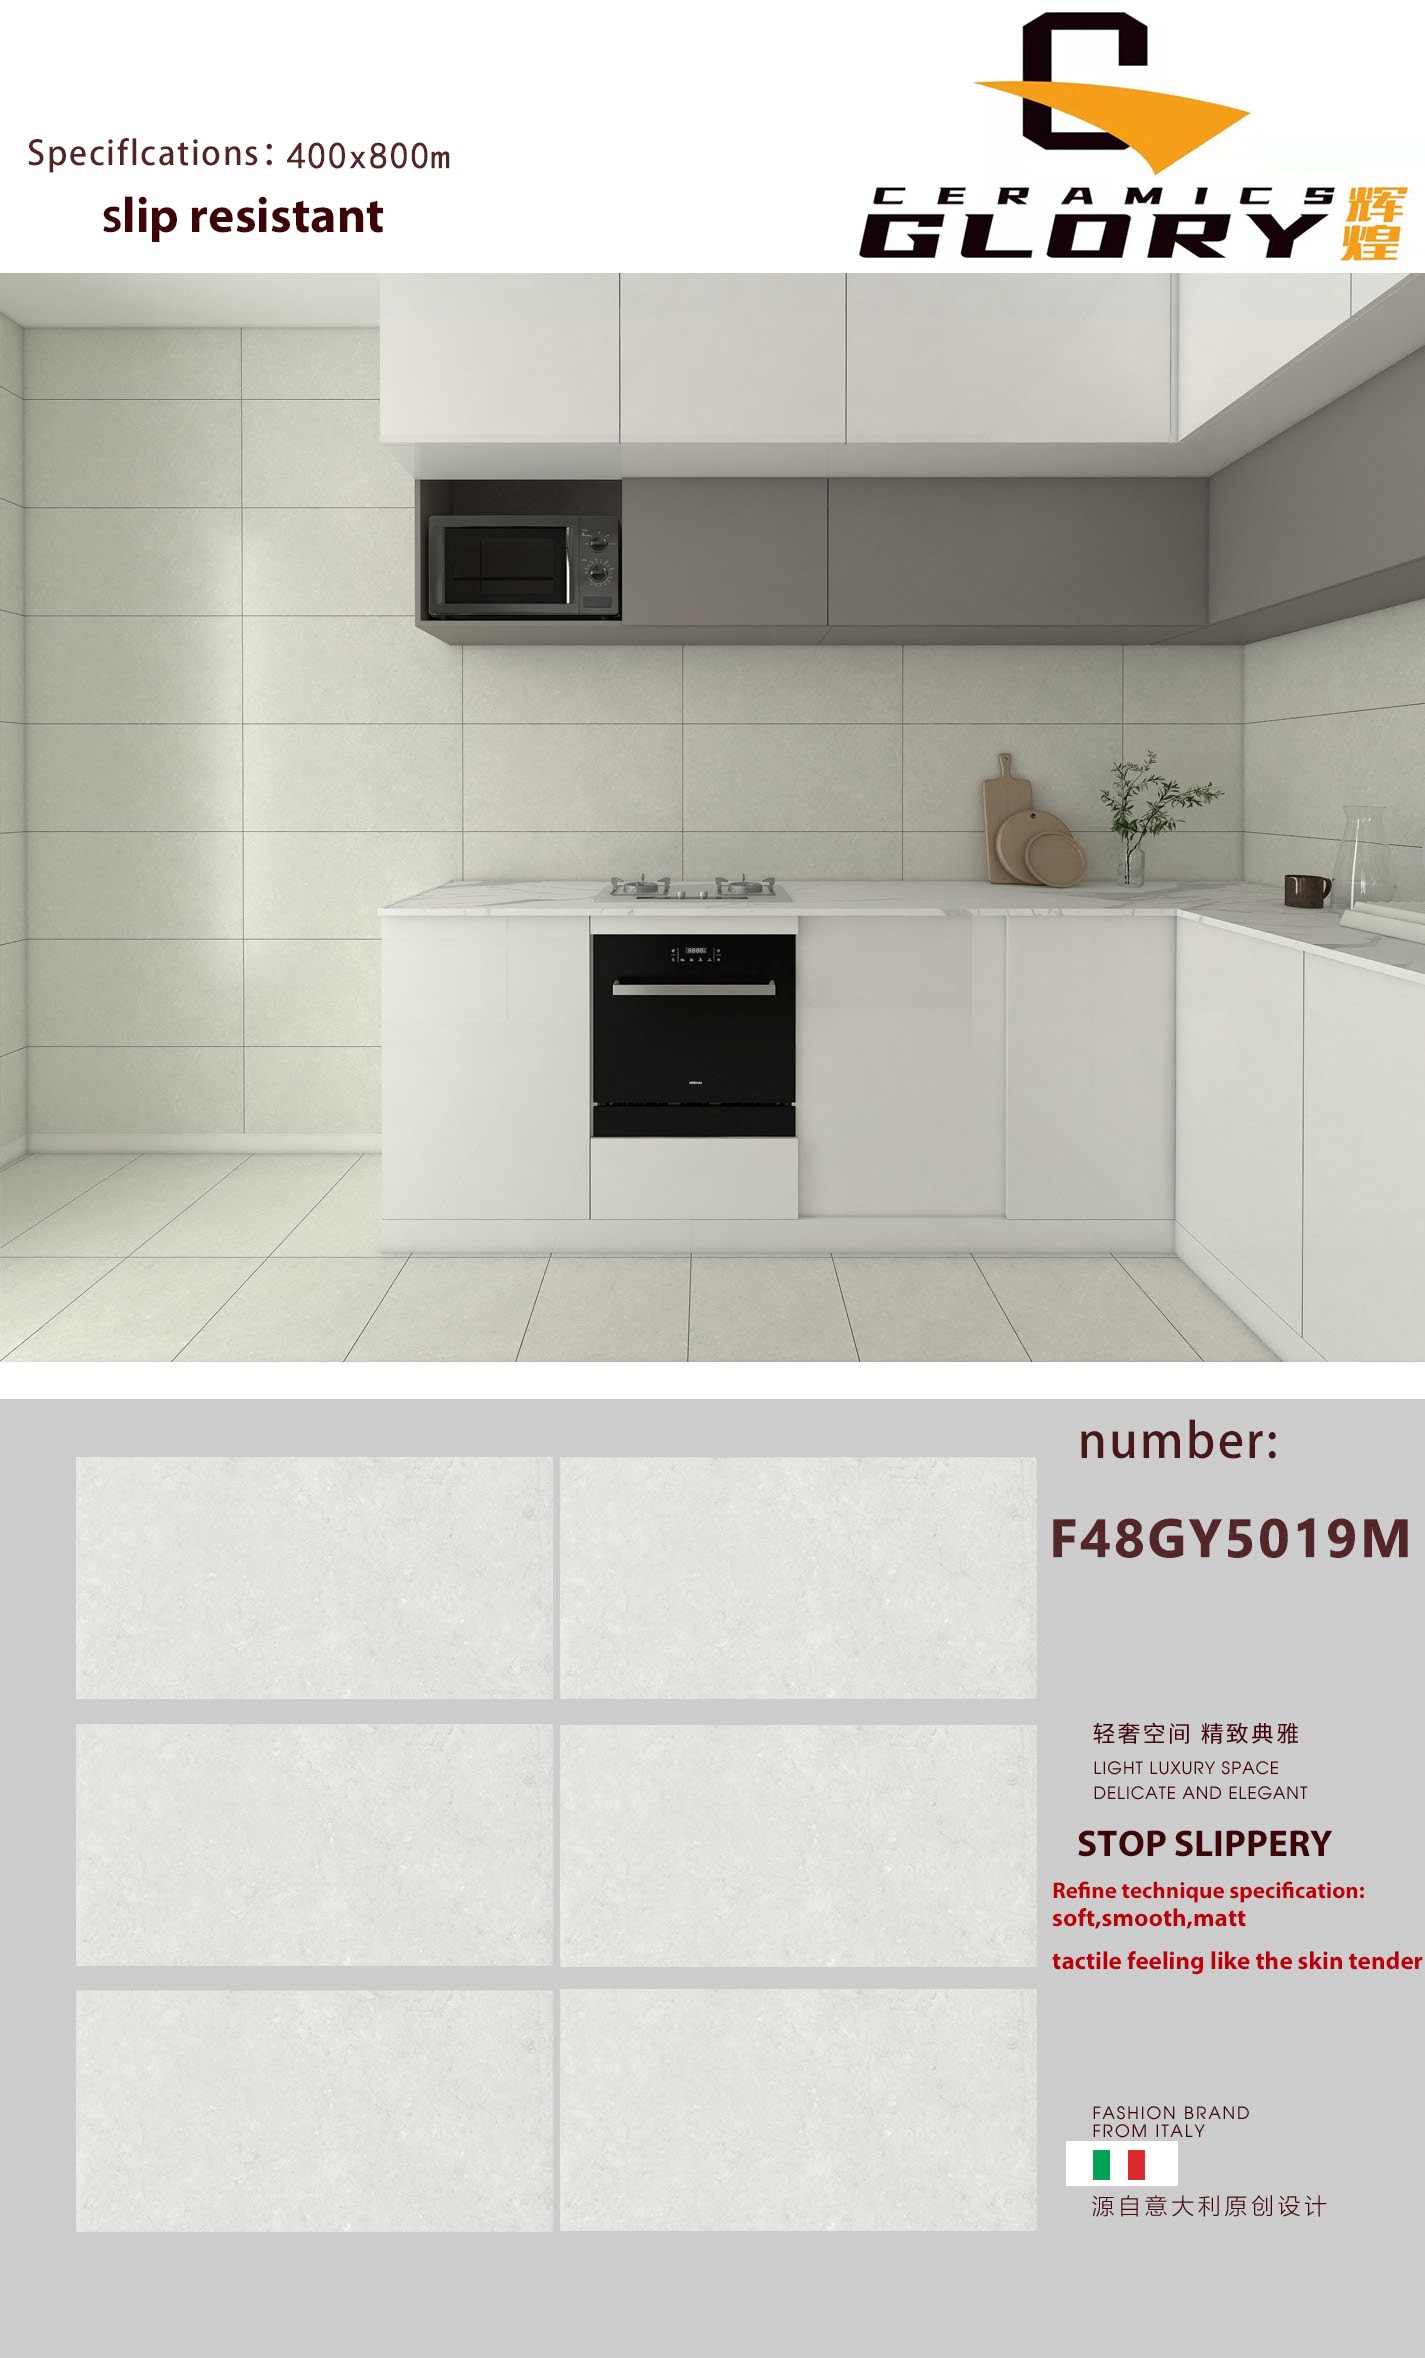 Speciflcations: 400x800m
slip resistant
CERAMICS
GLORY 辉煌
number:
F48GY5019M
轻奢空间 精致典雅
LIGHT LUXURY SPACE
DELICATE AND ELEGANT
STOP SLIPPERY
Refine technique specification:
soft,smooth,matt
tactile feeling like the skin tender
FASHION BRAND
FROM ITALY
源自意大利原创设计